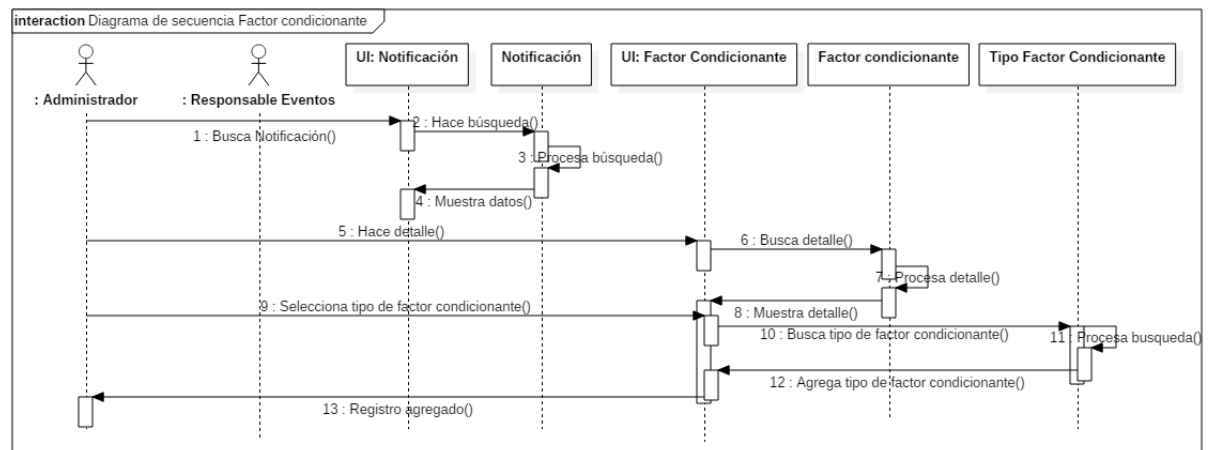 interaction Diagrama de secuencia Factor condicionante
UI: Notificación
Notificación
UI: Factor Condicionante
Factor condicionante
Tipo Factor Condicionante
: Administrador
: Responsable Eventos
1 : Busca Notificación()
2 : Hace búsqueda()
3 : Procesa búsqueda()
4 : Muestra datos()
5 : Hace detalle()
6 : Busca detalle()
7 : Procesa detalle()
8 : Muestra detalle()
9 : Selecciona tipo de factor condicionante()
10 : Busca tipo de factor condicionante()
11 : Procesa busqueda()
12 : Agrega tipo de factor condicionante()
13 : Registro agregado()